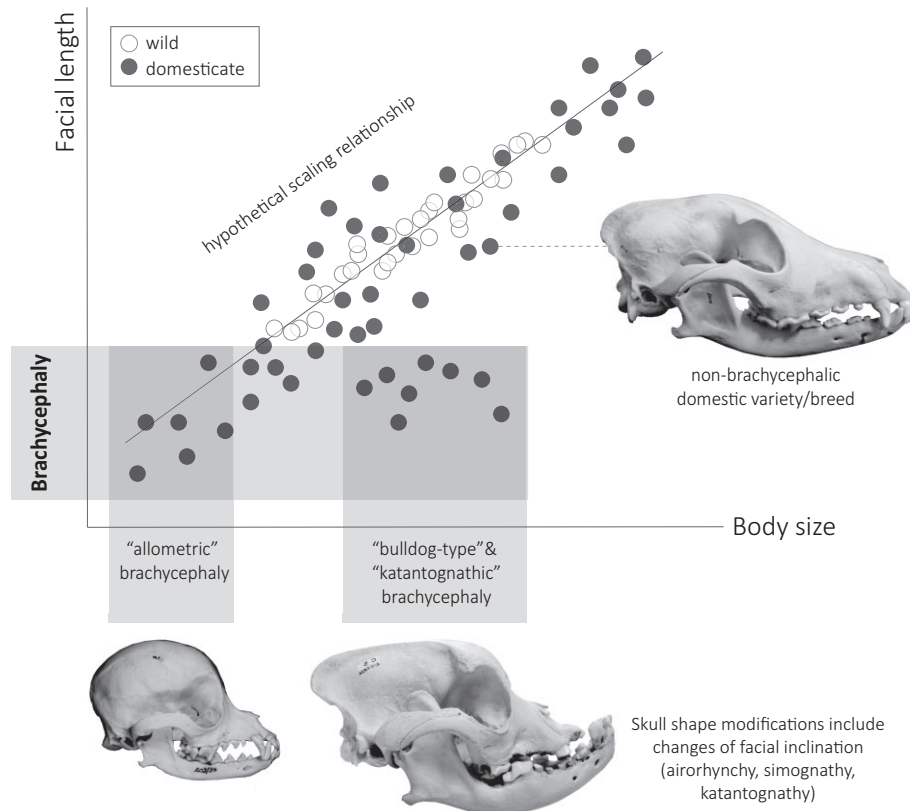 Facial length
wild
domesticate
hypothetical scaling relationship
non-brachycephalic
domestic variety/breed
Brachycephaly
Body size
“allometric”
brachycephaly
“bulldog-type”&
“katantognathic”
brachycephaly
Skull shape modifications include
changes of facial inclination
(airorhynchy, simognathy,
katantognathy)